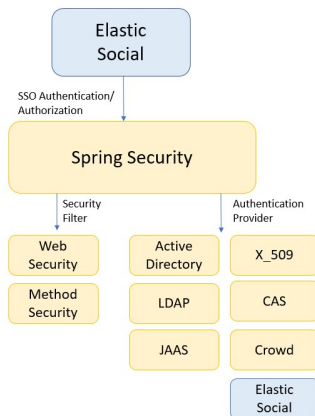 Elastic
Social
SSO Authentication/
Authorization
Spring Security
Security
Filter
Authentication
Provider
Web
Security
Method
Security
Active
Directory
X_509
LDAP
CAS
JAAS
Crowd
Elastic
Social